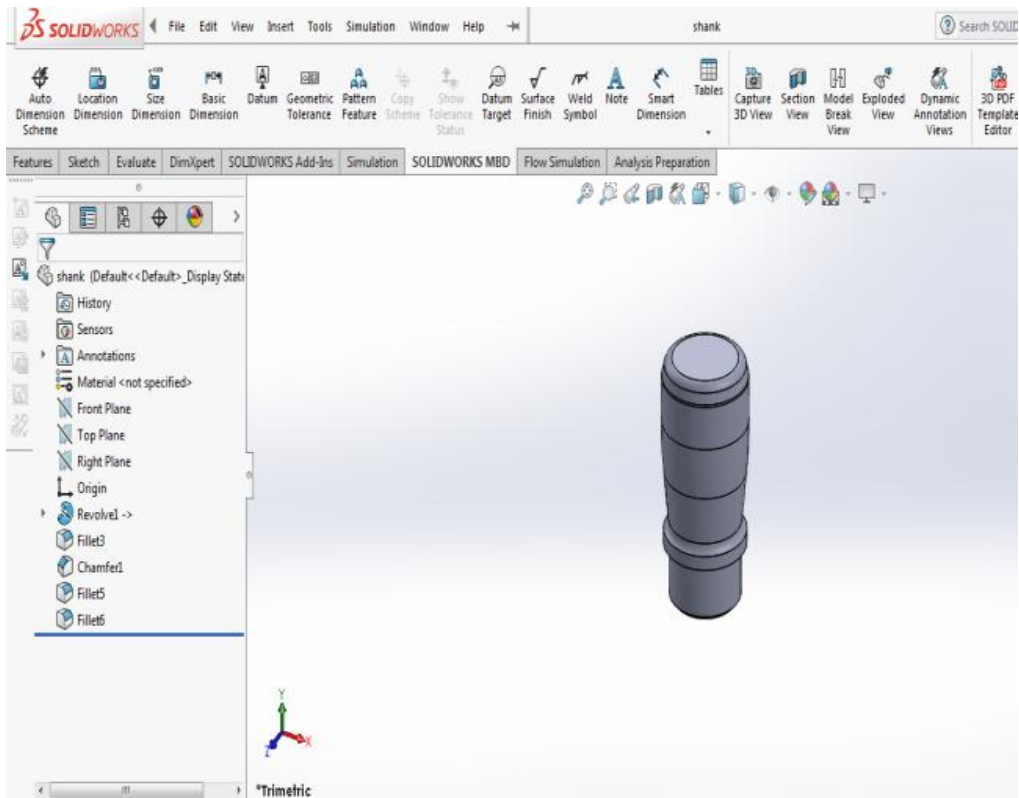 SOLIDWORKS File Edit View Insert Tools Simulation Window Help shank Search SOLID
Auto Dimension Scheme
Location Dimension
Size Dimension
Basic Dimension
Datum
Geometric Tolerance
Pattern Feature
Copy Scheme
Show Tolerance Status
Datum Target
Surface Finish
Weld Symbol
Note
Smart Dimension
Tables
Capture 3D View
Section View
Model Break View
Exploded View
Dynamic Annotation Views
3D PDF Template Editor
Features Sketch Evaluate DimXpert SOLIDWORKS Add-Ins Simulation SOLIDWORKS MBD Flow Simulation Analysis Preparation
shank (Default<<Default>_Display State
History
Sensors
Annotations
Material <not specified>
Front Plane
Top Plane
Right Plane
Origin
Revolve1 ->
Fillet3
Chamfer1
Fillet5
Fillet6
Y
X
Z
*Trimetric